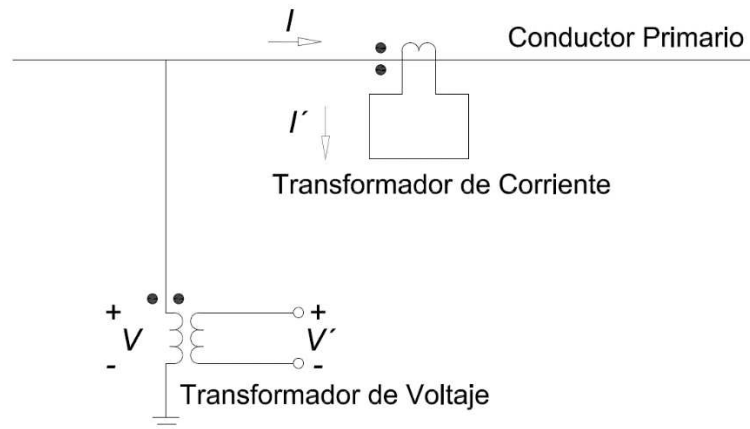 I
Conductor Primario
I´
Transformador de Corriente
+ +
V V´
- -
Transformador de Voltaje